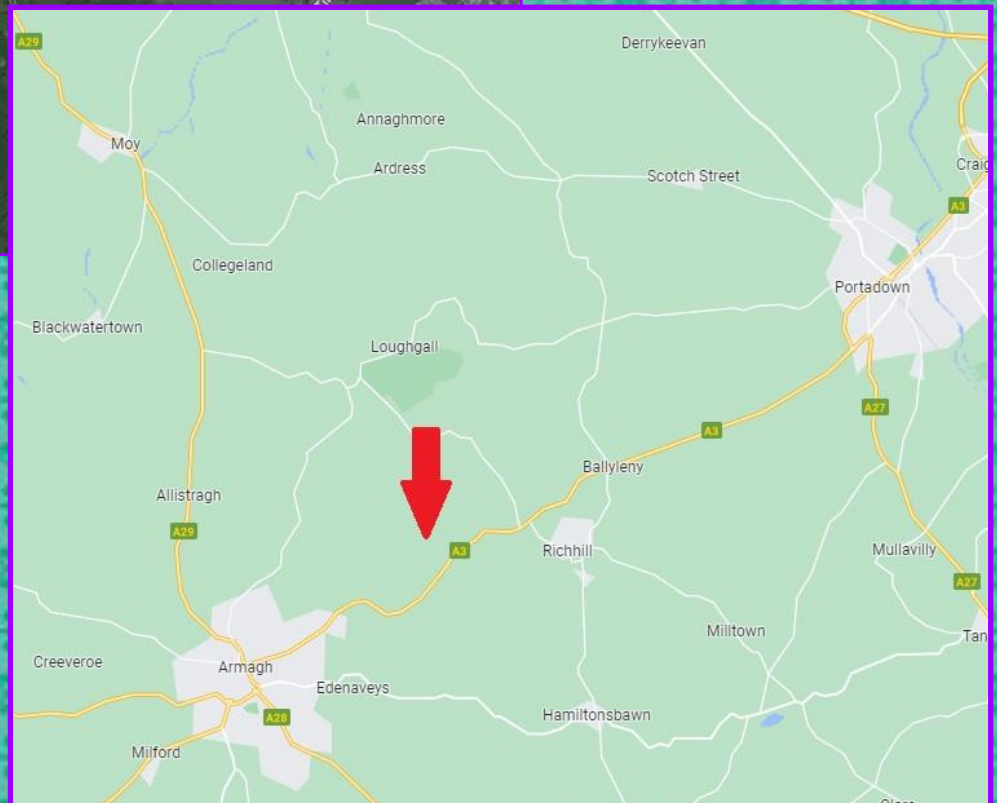 A29
Derrykeevan
Annaghmore
Moy
Ardress
Scotch Street
Craig
A3
Collegeland
Portadown
Blackwatertown
Loughgall
A27
A3
Ballyleny
Allistragh
A29
A3
Richhill
Mullavilly
A27
Milltown
Tan
Creeveroe
Armagh
Edenaveys
A28
Hamiltonsbawn
Milford